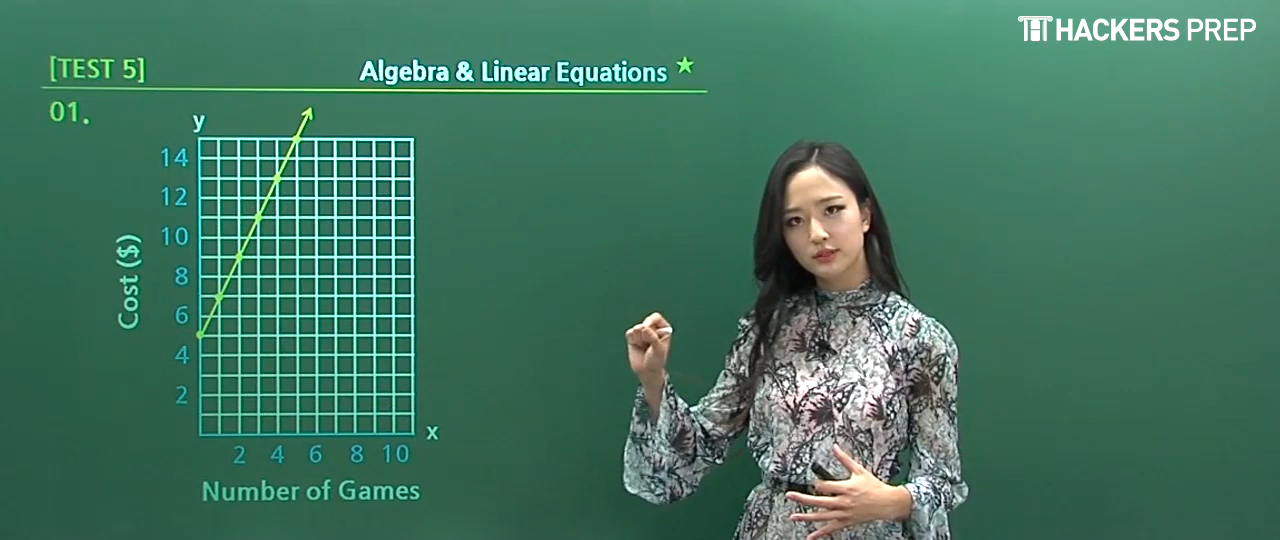 HACKERS PREP
[TEST 5]
Algebra & Linear Equations
01.
y
14
12
10
8
6
4
2
Cost ($)
x
2 4 6 8 10
Number of Games